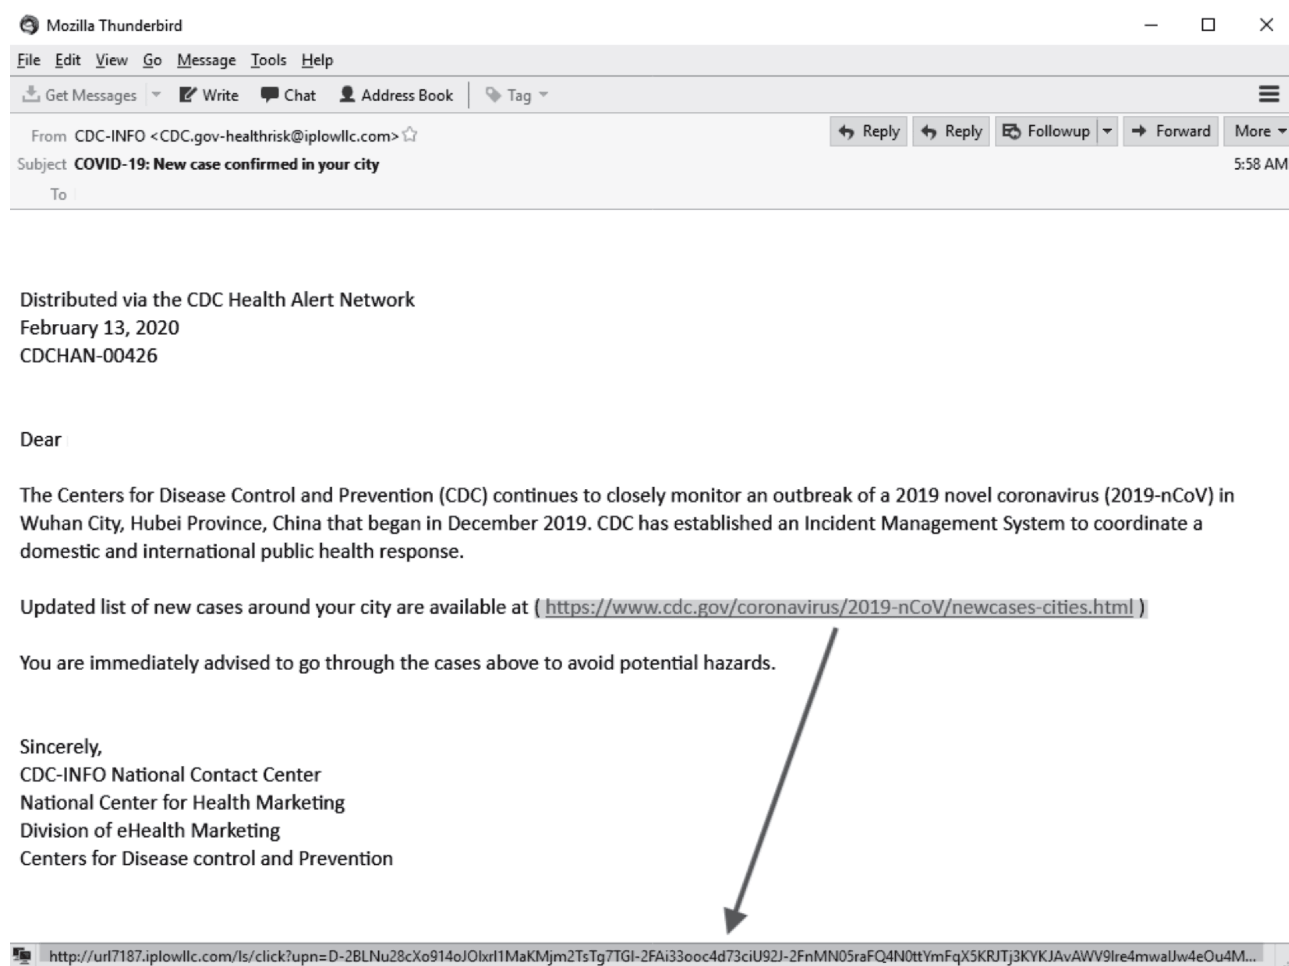 Mozilla Thunderbird
File Edit View Go Message Tools Help
Get Messages Write Chat Address Book Tag
From CDC-INFO <CDC.gov-healthrisk@iplowllc.com> Reply Reply Followup Forward More
Subject COVID-19: New case confirmed in your city 5:58 AM
To
Distributed via the CDC Health Alert Network
February 13, 2020
CDCHAN-00426
Dear
The Centers for Disease Control and Prevention (CDC) continues to closely monitor an outbreak of a 2019 novel coronavirus (2019-nCoV) in
Wuhan City, Hubei Province, China that began in December 2019. CDC has established an Incident Management System to coordinate a
domestic and international public health response.
Updated list of new cases around your city are available at ( https://www.cdc.gov/coronavirus/2019-nCoV/newcases-cities.html )
You are immediately advised to go through the cases above to avoid potential hazards.
Sincerely,
CDC-INFO National Contact Center
National Center for Health Marketing
Division of eHealth Marketing
Centers for Disease control and Prevention
http://url7187.iplowllc.com/ls/click?upn=D-2BLNu28cXo914oJOlxrl1MaKMjm2TsTg7TGl-2FAi33ooc4d73ciU92J-2FnMN05raFQ4N0ttYmFqX5KRJTj3KYKJAvAWV9lre4mwalJw4eOu4M...